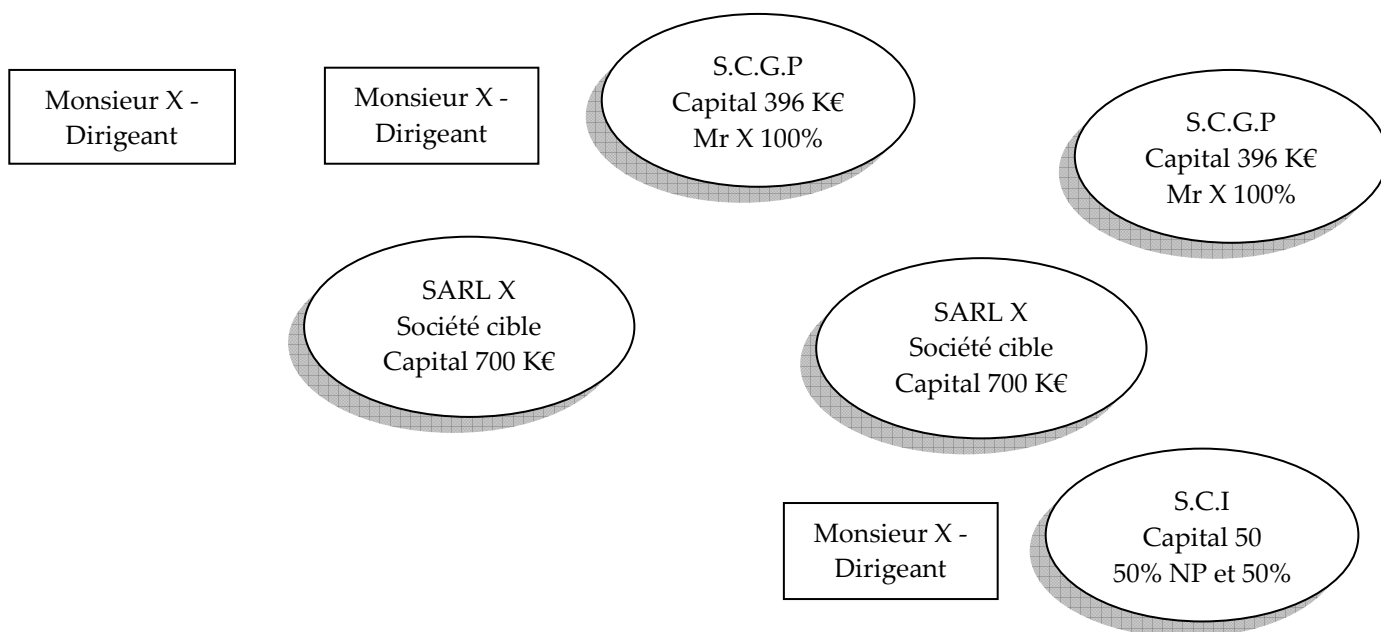 Monsieur X -
Dirigeant
Monsieur X -
Dirigeant
S.C.G.P
Capital 396 K€
Mr X 100%
S.C.G.P
Capital 396 K€
Mr X 100%
SARL X
Société cible
Capital 700 K€
SARL X
Société cible
Capital 700 K€
Monsieur X -
Dirigeant
S.C.I
Capital 50
50% NP et 50%